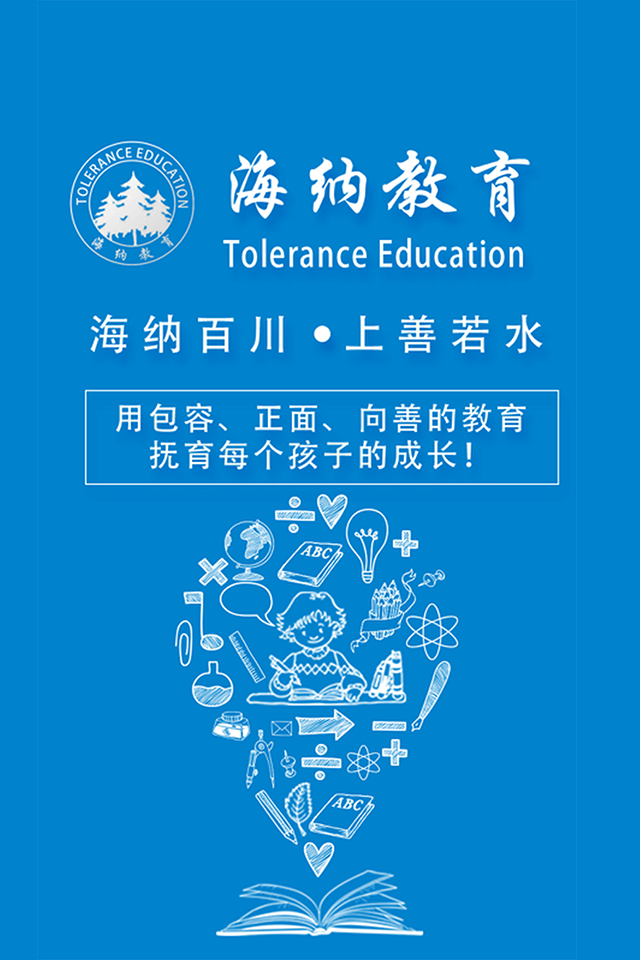 TOLERANCE EDUCATION
海纳教育
海纳教育
Tolerance Education
海纳百川●上善若水
用包容、正面、向善的教育
抚育每个孩子的成长！
ABC
ABC